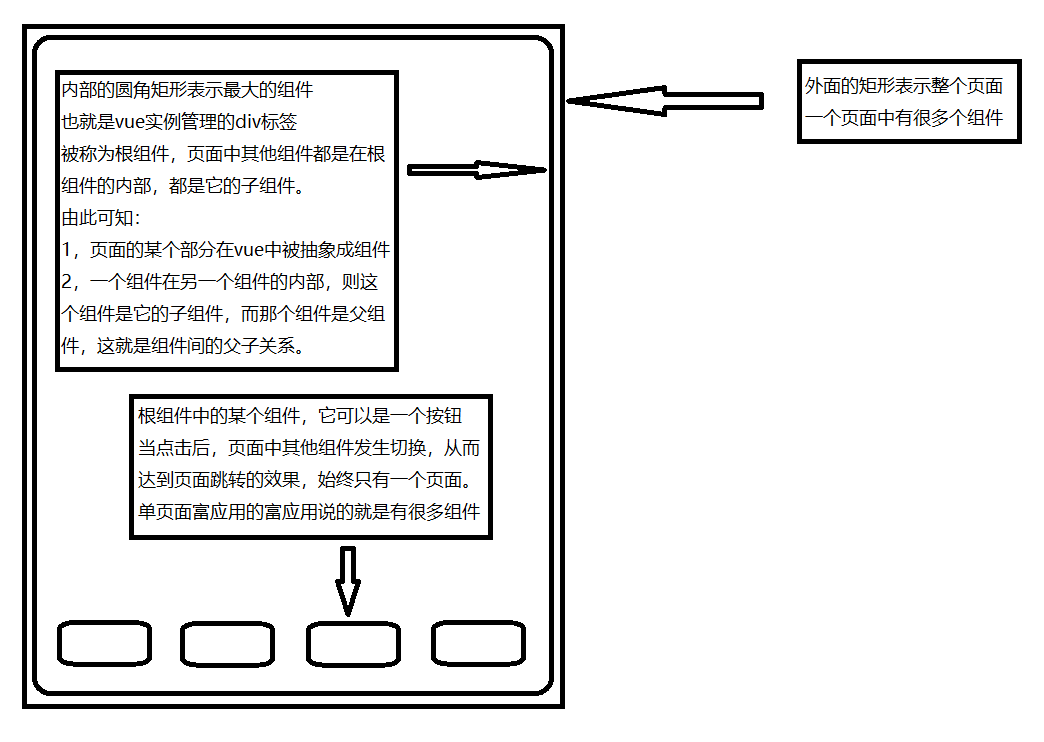 内部的圆角矩形表示最大的组件
也就是vue实例管理的div标签
被称为根组件，页面中其他组件都是在根
组件的内部，都是它的子组件。
由此可知：
1，页面的某个部分在vue中被抽象成组件
2，一个组件在另一个组件的内部，则这
个组件是它的子组件，而那个组件是父组
件，这就是组件间的父子关系。
外面的矩形表示整个页面
一个页面中有很多个组件
根组件中的某个组件，它可以是一个按钮
当点击后，页面中其他组件发生切换，从而
达到页面跳转的效果，始终只有一个页面。
单页面富应用的富应用说的就是有很多组件